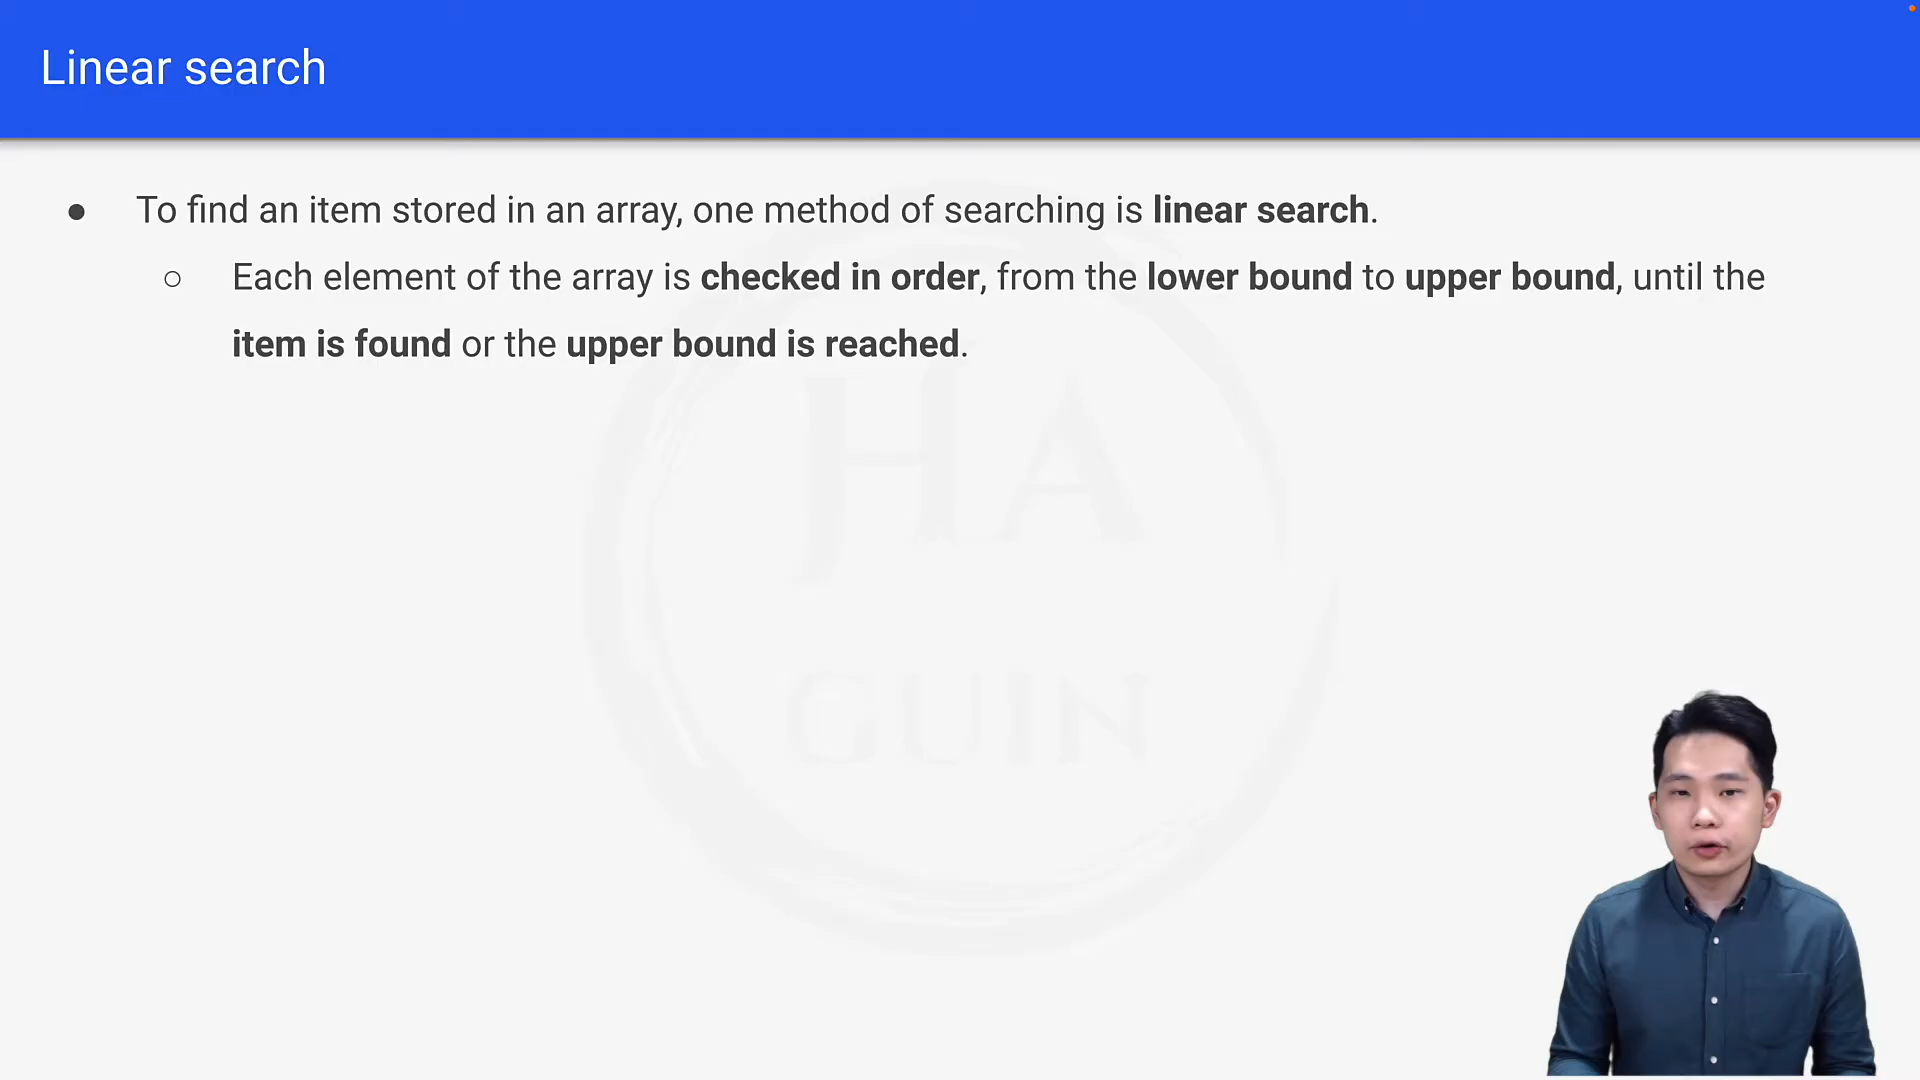 Linear search
● To find an item stored in an array, one method of searching is linear search.
○ Each element of the array is checked in order, from the lower bound to upper bound, until the
item is found or the upper bound is reached.
HA
GUIN